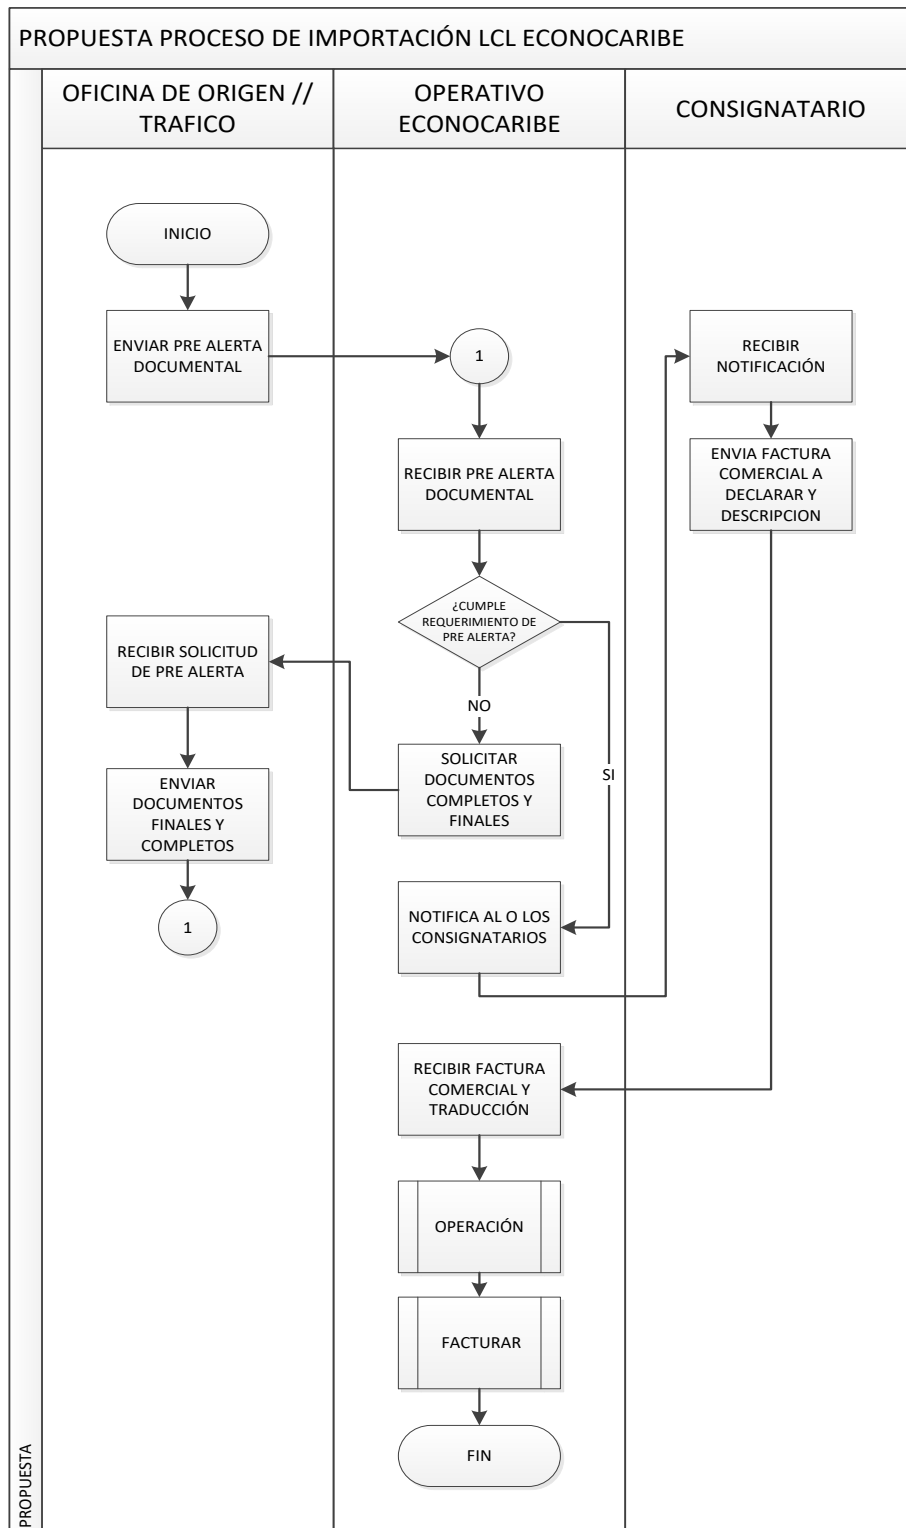 PROPUESTA PROCESO DE IMPORTACIÓN LCL ECONOCARIBE
OFICINA DE ORIGEN //
TRAFICO
OPERATIVO
ECONOCARIBE
CONSIGNATARIO
INICIO
ENVIAR PRE ALERTA
DOCUMENTAL
1
RECIBIR
NOTIFICACIÓN
RECIBIR PRE ALERTA
DOCUMENTAL
ENVIA FACTURA
COMERCIAL A
DECLARAR Y
DESCRIPCION
¿CUMPLE
REQUERIMIENTO DE
PRE ALERTA?
RECIBIR SOLICITUD
DE PRE ALERTA
NO
SI
SOLICITAR
DOCUMENTOS
COMPLETOS Y
FINALES
ENVIAR
DOCUMENTOS
FINALES Y
COMPLETOS
1
NOTIFICA AL O LOS
CONSIGNATARIOS
RECIBIR FACTURA
COMERCIAL Y
TRADUCCIÓN
OPERACIÓN
FACTURAR
FIN
PROPUESTA